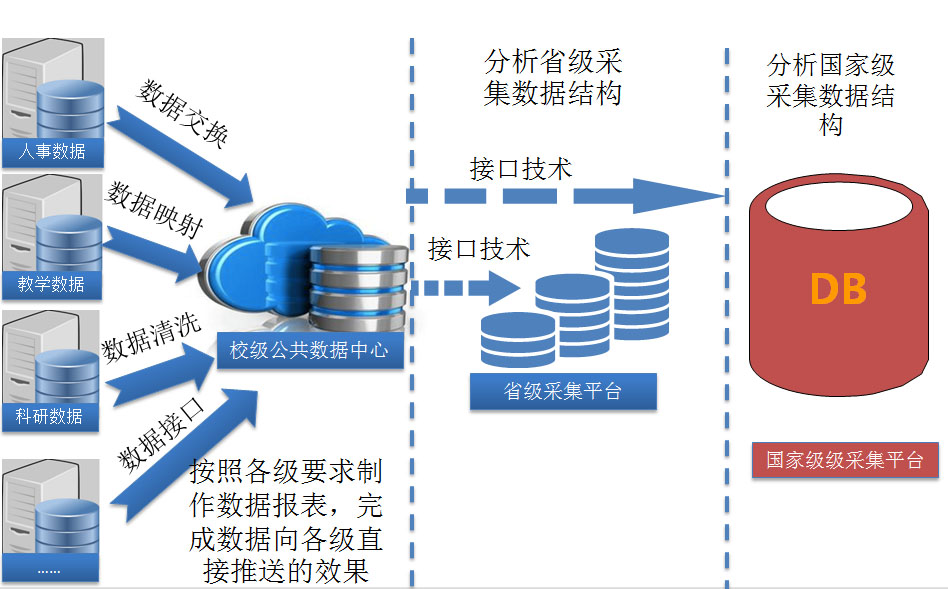 人事数据
教学数据
科研数据
......
数据交换
数据映射
数据清洗
数据接口
校级公共数据中心
按照各级要求制
作数据报表，完
成数据向各级直
接推送的效果
分析省级采
集数据结构
接口技术
接口技术
省级采集平台
分析国家级
采集数据结
构
DB
国家级级采集平台